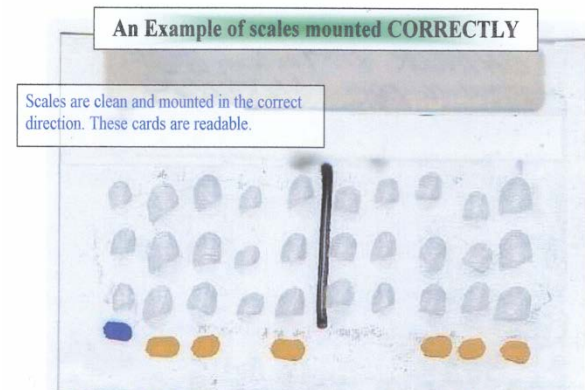 An Example of scales mounted CORRECTLY
Scales are clean and mounted in the correct
direction. These cards are readable.